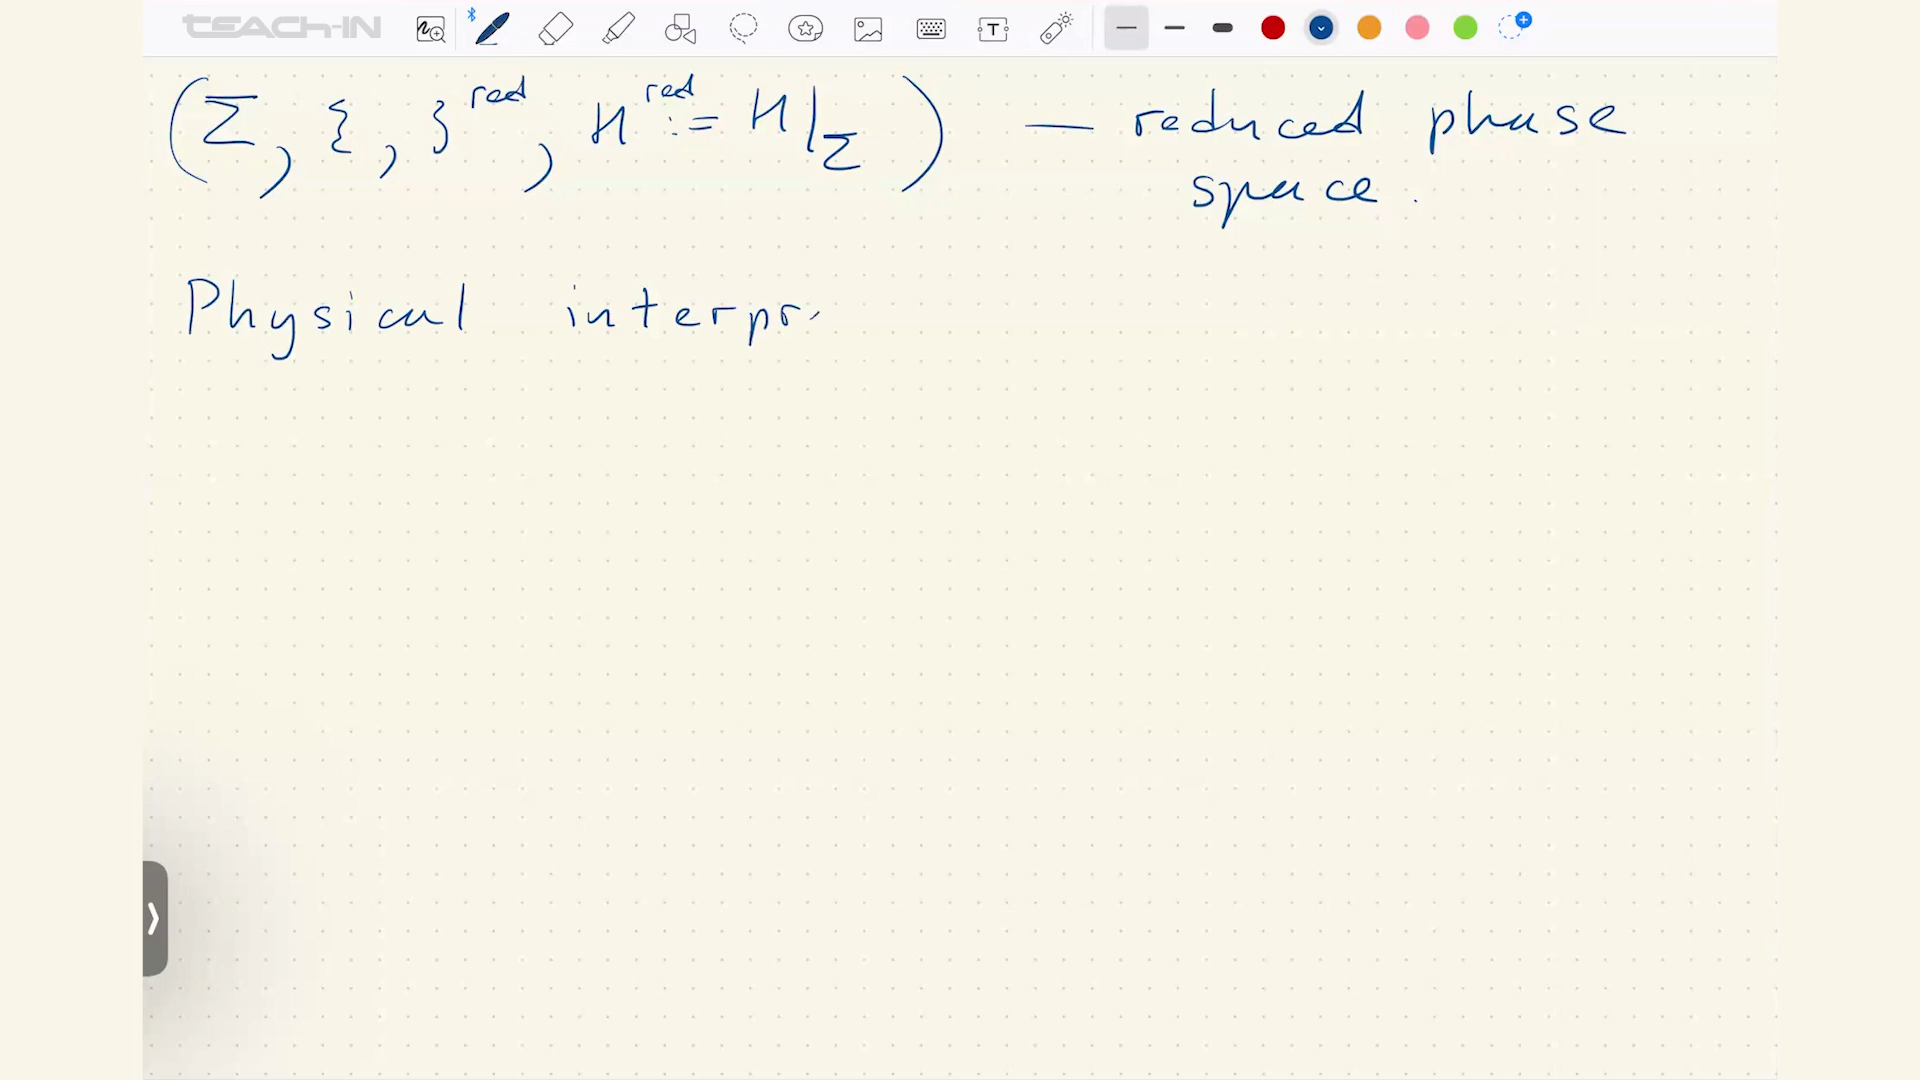 TEACH-IN
(Σ, { , }^red, H^red := H|_Σ) — reduced phase
space.
Physical interpr